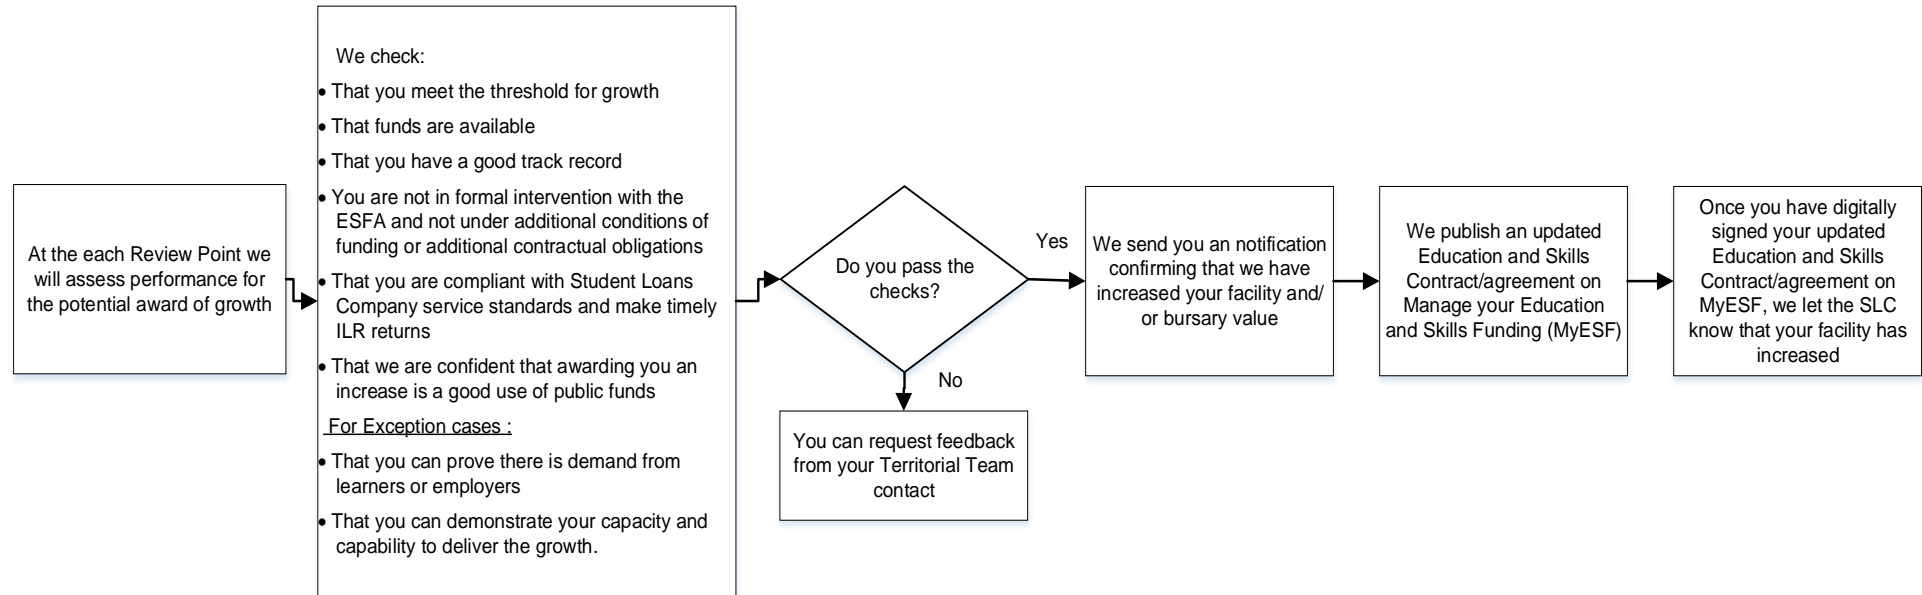 At the each Review Point we
will assess performance for
the potential award of growth
We check:
• That you meet the threshold for growth
• That funds are available
• That you have a good track record
• You are not in formal intervention with the
ESFA and not under additional conditions of
funding or additional contractual obligations
• That you are compliant with Student Loans
Company service standards and make timely
ILR returns
• That we are confident that awarding you an
increase is a good use of public funds
For Exception cases :
• That you can prove there is demand from
learners or employers
• That you can demonstrate your capacity and
capability to deliver the growth.
Do you pass the
checks?
Yes
No
You can request feedback
from your Territorial Team
contact
We send you an notification
confirming that we have
increased your facility and/
or bursary value
We publish an updated
Education and Skills
Contract/agreement on
Manage your Education
and Skills Funding (MyESF)
Once you have digitally
signed your updated
Education and Skills
Contract/agreement on
MyESF, we let the SLC
know that your facility has
increased